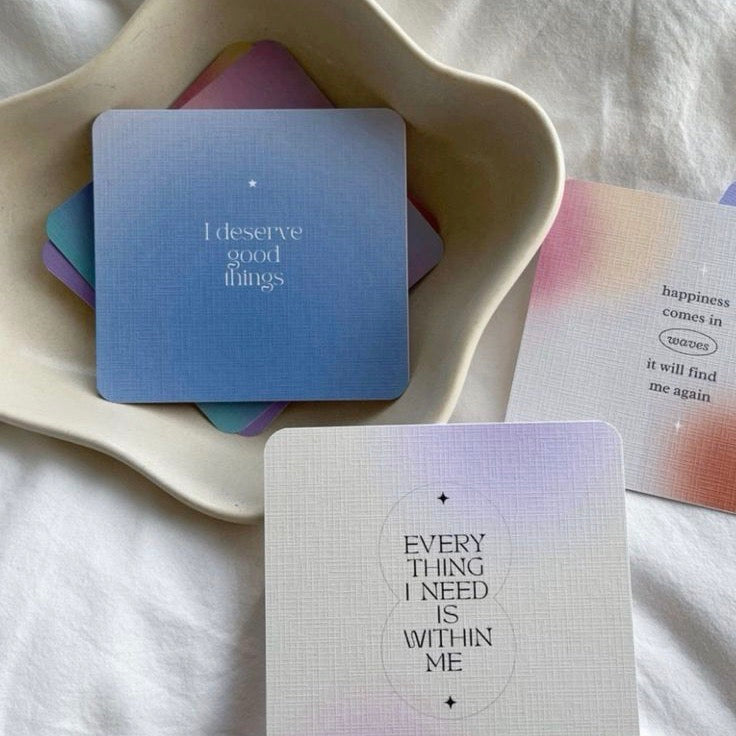 I deserve
good
things
happiness
comes in
waves
it will find
me again
EVERY
THING
I NEED
IS
WITHIN
ME